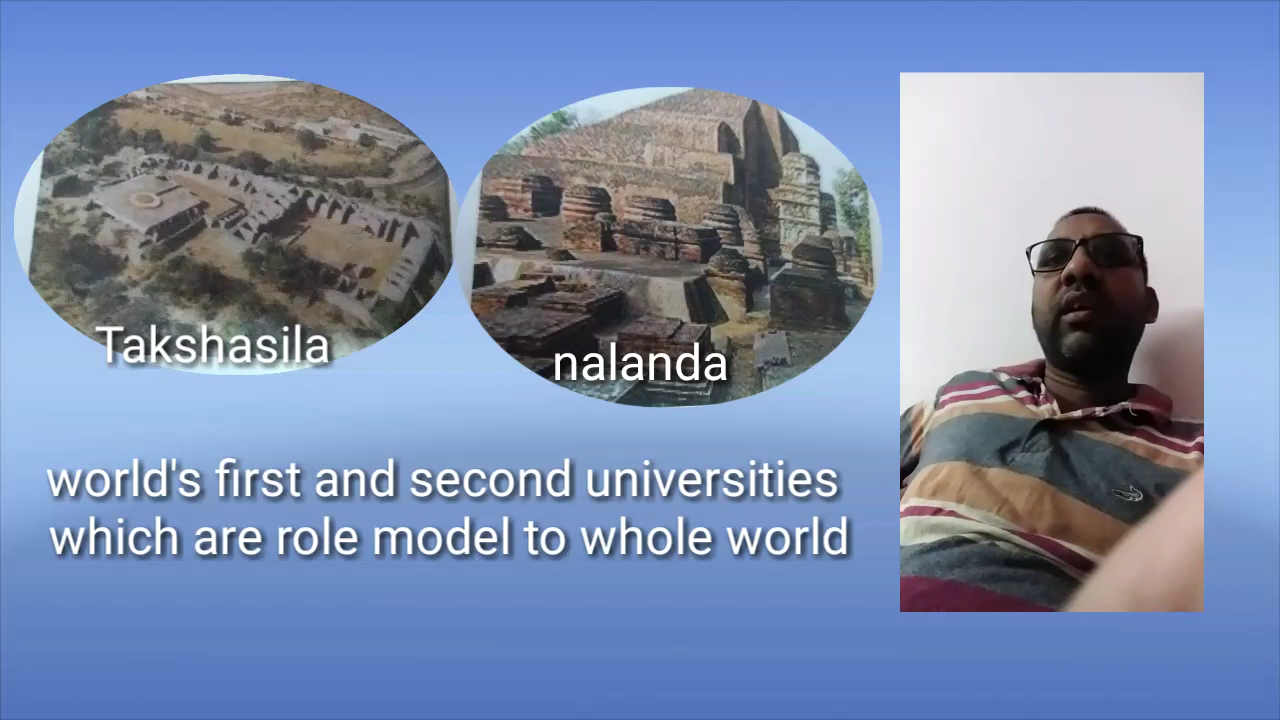 Takshasila
nalanda
world's first and second universities
which are role model to whole world